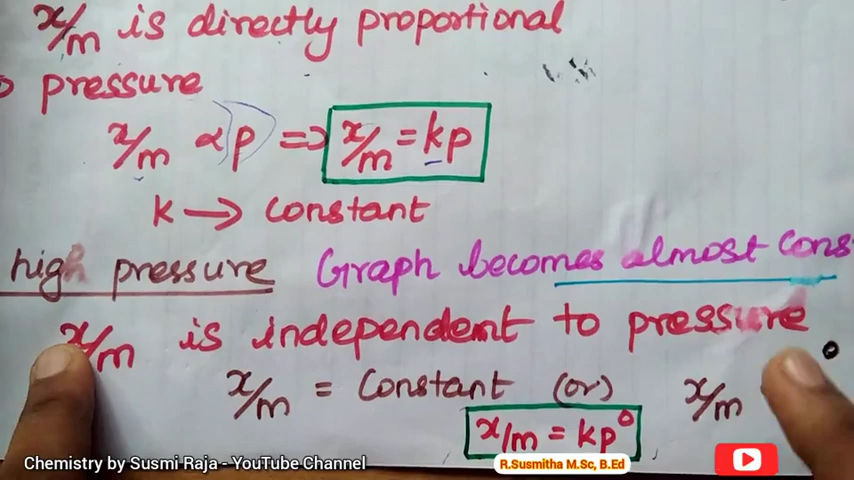 x/m is directly proportional
pressure
x/m ∝ p => x/m = kp
k → constant
high pressure Graph becomes almost cons
x/m is independent to pressure
x/m = Constant (or) x/m
x/m = kp⁰
Chemistry by Susmi Raja - YouTube Channel
R.Susmitha M.Sc, B.Ed